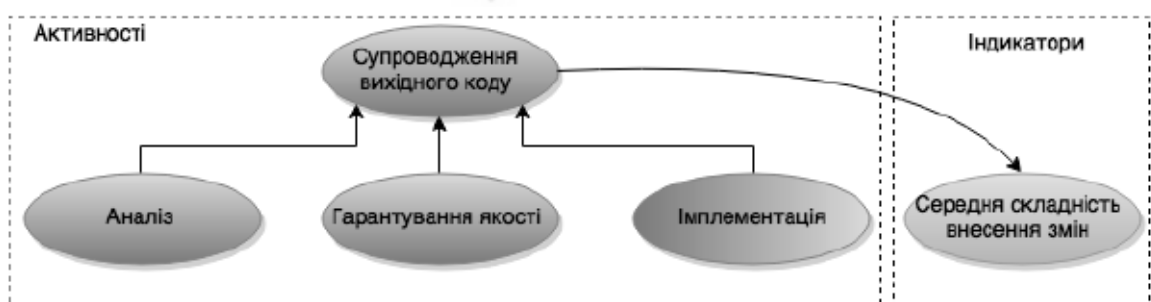 Активності
Індикатори
Супроводження
вихідного коду
Аналіз
Гарантування якості
Імплементація
Середня складність
внесення змін